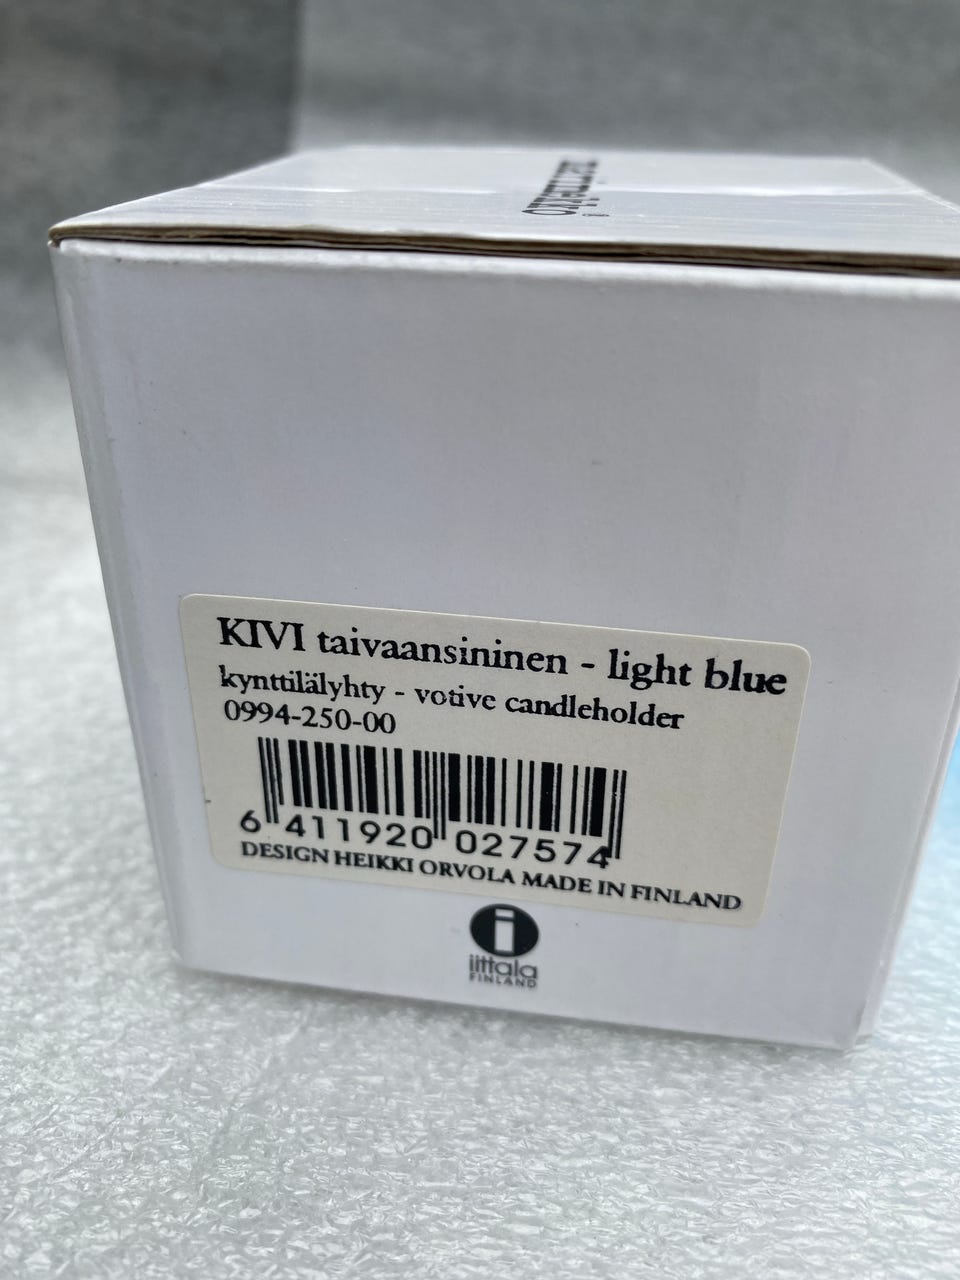 KIVI taivaansininen - light blue
kynttilälyhty - votive candleholder
0994-250-00
6 411920 027574
DESIGN HEIKKI ORVOLA MADE IN FINLAND
i
iittala
FINLAND